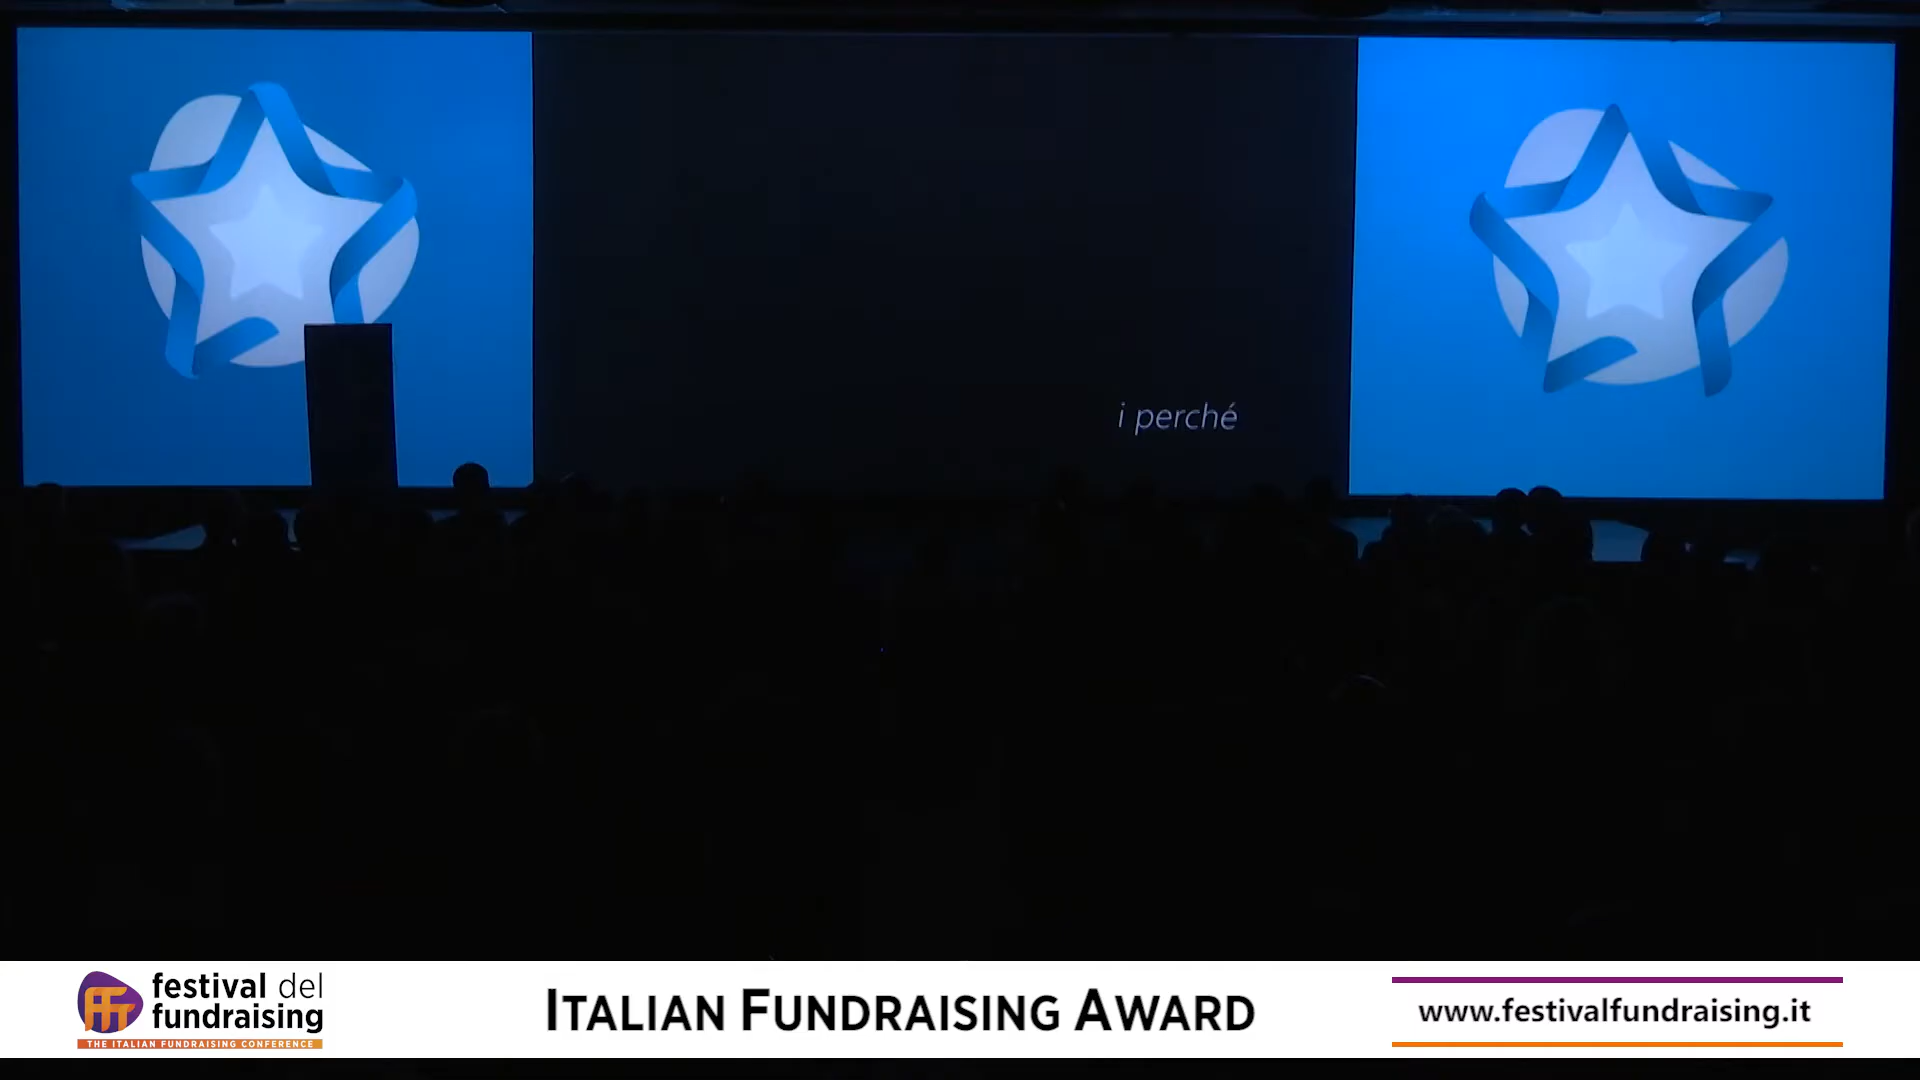 i perché
festival del
fundraising
THE ITALIAN FUNDRAISING CONFERENCE
ITALIAN FUNDRAISING AWARD
www.festivalfundraising.it